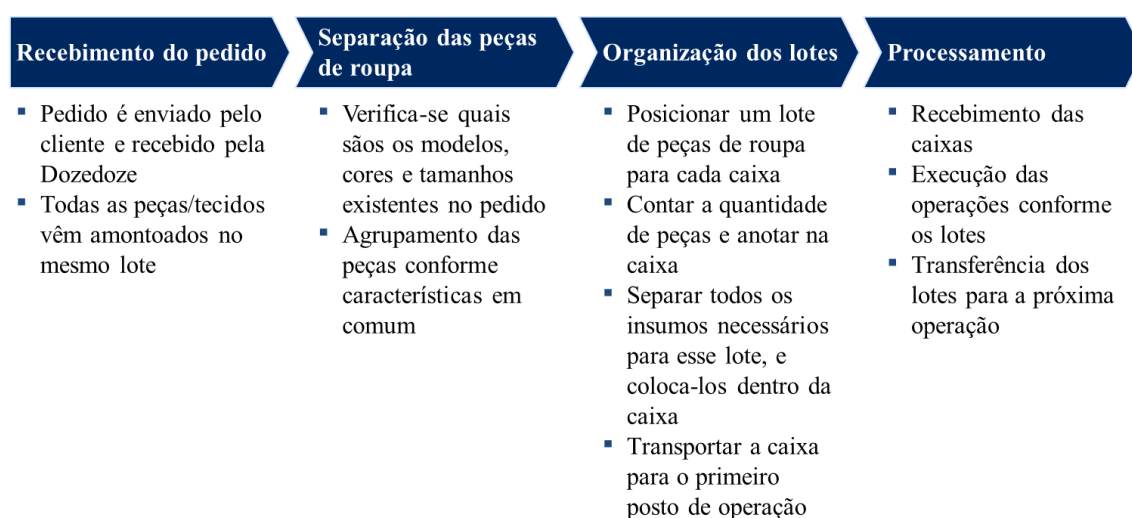 Recebimento do pedido
▪ Pedido é enviado pelo
cliente e recebido pela
Dozedoze
▪ Todas as peças/tecidos
vêm amontoados no
mesmo lote
Separação das peças
de roupa
▪ Verifica-se quais
sãos os modelos,
cores e tamanhos
existentes no pedido
▪ Agrupamento das
peças conforme
características em
comum
Organização dos lotes
▪ Posicionar um lote
de peças de roupa
para cada caixa
▪ Contar a quantidade
de peças e anotar na
caixa
▪ Separar todos os
insumos necessários
para esse lote, e
coloca-los dentro da
caixa
▪ Transportar a caixa
para o primeiro
posto de operação
Processamento
▪ Recebimento das
caixas
▪ Execução das
operações conforme
os lotes
▪ Transferência dos
lotes para a próxima
operação